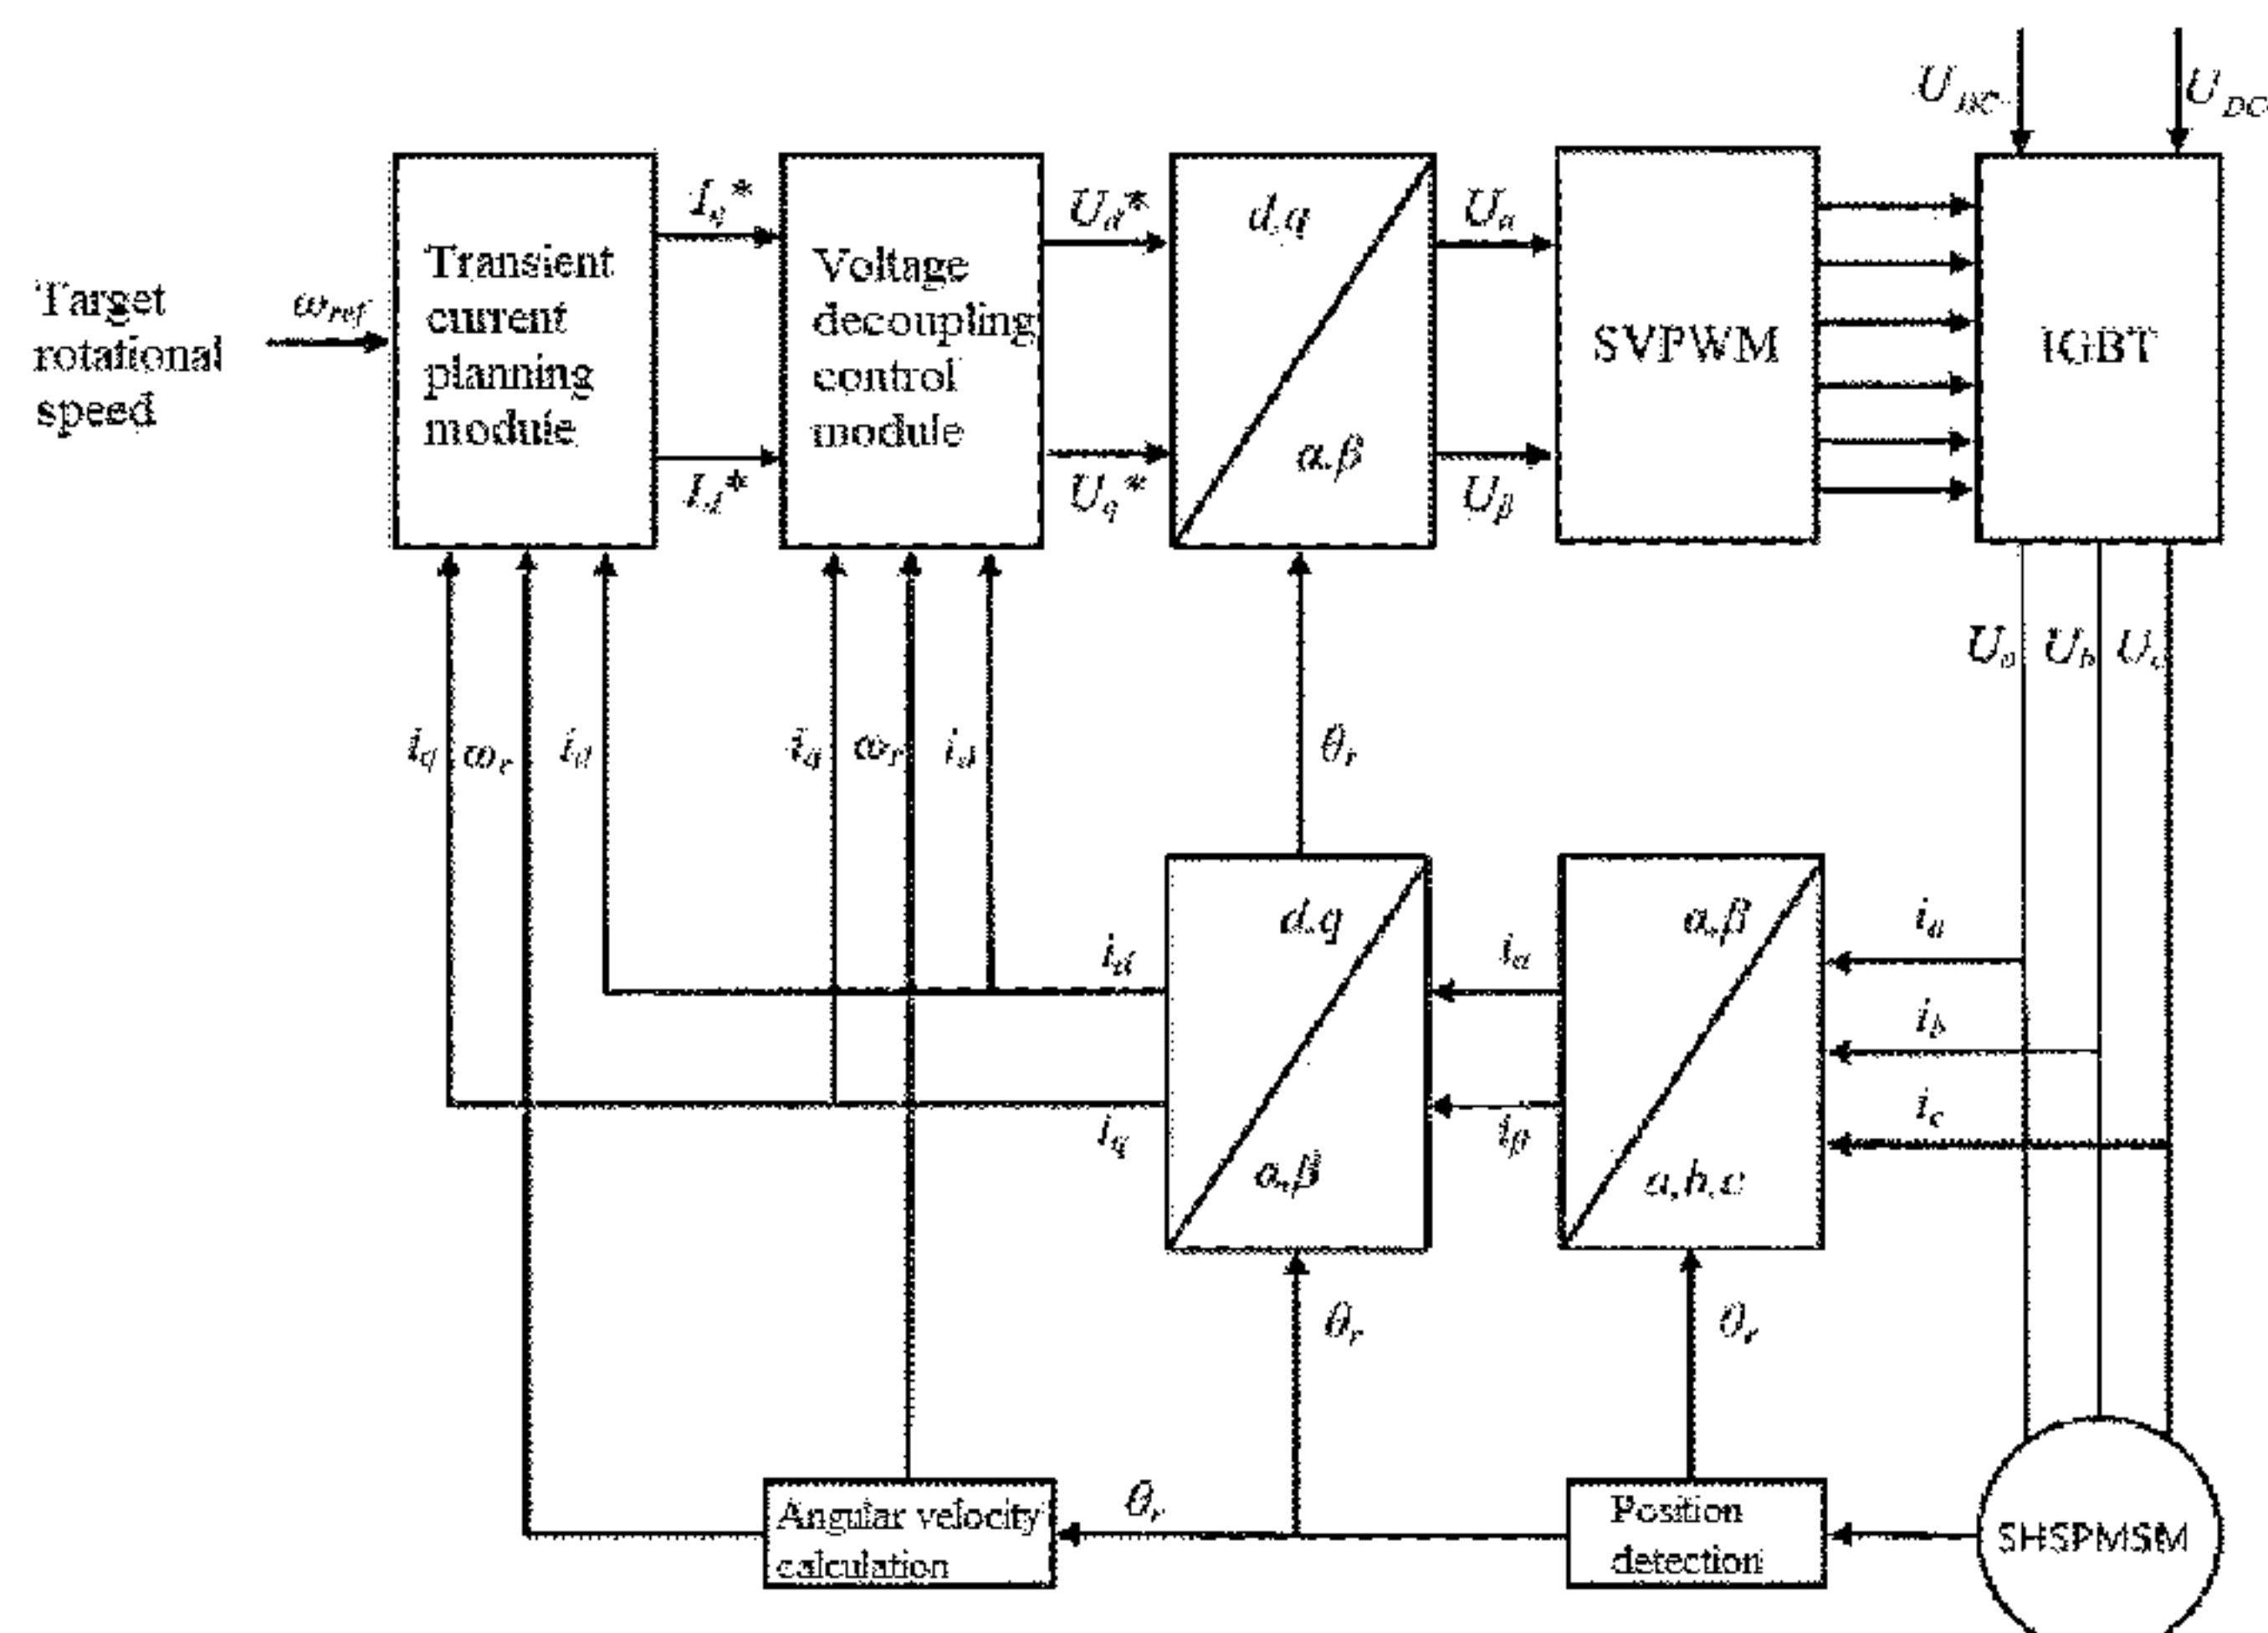 Target
rotational
speed
ω_ref
Transient
current
planning
module
I_q*
I_d*
Voltage
decoupling
control
module
U_d*
U_q*
d,q
α,β
U_α
U_β
SVPWM
IGBT
U_DC
U_DC
U_a U_b U_c
i_q ω_r i_d
i_q ω_r i_d
θ_r
i_d
i_q
d,q
α,β
i_α
i_β
α,β
a,b,c
i_a
i_b
i_c
θ_r
θ_r
Angular velocity
calculation
θ_r
Position
detection
SHSPMSM